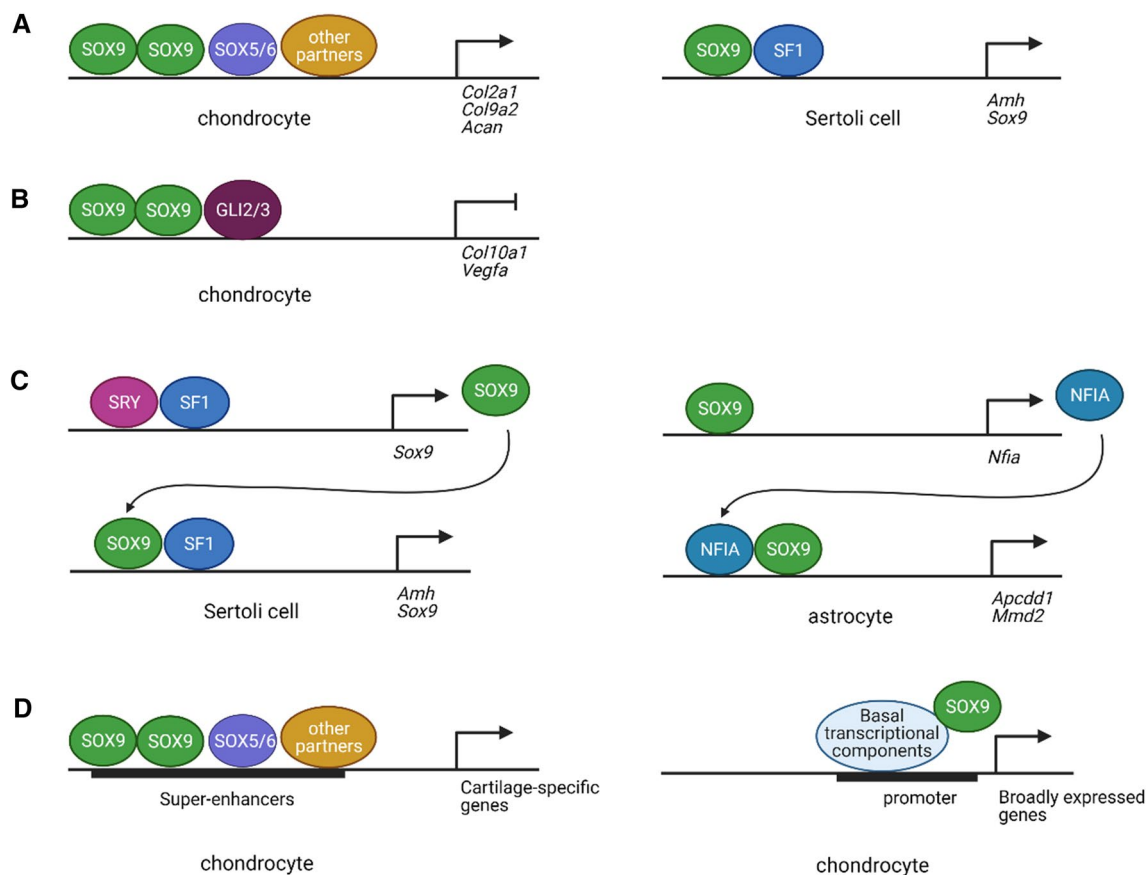 A
SOX9
SOX9
SOX5/6
other
partners
Col2a1
Col9a2
Acan
chondrocyte
SOX9
SF1
Amh
Sox9
Sertoli cell
B
SOX9
SOX9
GLI2/3
Col10a1
Vegfa
chondrocyte
C
SRY
SF1
Sox9
SOX9
SOX9
SF1
Amh
Sox9
Sertoli cell
SOX9
Nfia
NFIA
NFIA
SOX9
Apcdd1
Mmd2
astrocyte
D
SOX9
SOX9
SOX5/6
other
partners
Super-enhancers
Cartilage-specific
genes
chondrocyte
Basal
transcriptional
components
SOX9
promoter
Broadly expressed
genes
chondrocyte